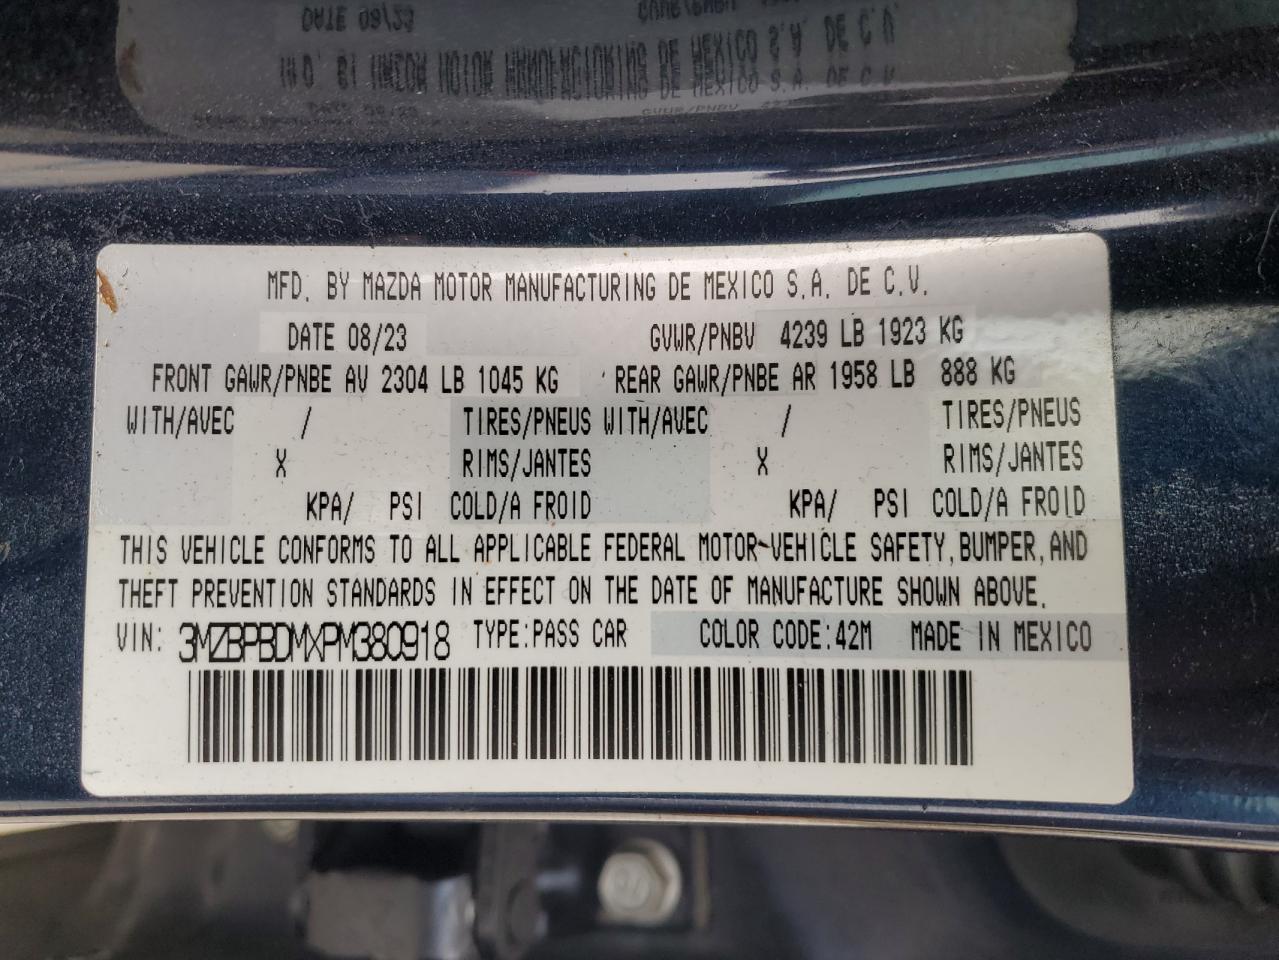 MFD. BY MAZDA MOTOR MANUFACTURING DE MEXICO S.A. DE C.V.
DATE 08/23 GVWR/PNBV 4239 LB 1923 KG
FRONT GAWR/PNBE AV 2304 LB 1045 KG REAR GAWR/PNBE AR 1958 LB 888 KG
WITH/AVEC / TIRES/PNEUS WITH/AVEC / TIRES/PNEUS
X RIMS/JANTES X RIMS/JANTES
KPA/ PSI COLD/A FROID KPA/ PSI COLD/A FROID
THIS VEHICLE CONFORMS TO ALL APPLICABLE FEDERAL MOTOR VEHICLE SAFETY, BUMPER, AND
THEFT PREVENTION STANDARDS IN EFFECT ON THE DATE OF MANUFACTURE SHOWN ABOVE.
VIN: 3MZBPBDMXPM380918 TYPE:PASS CAR COLOR CODE:42M MADE IN MEXICO